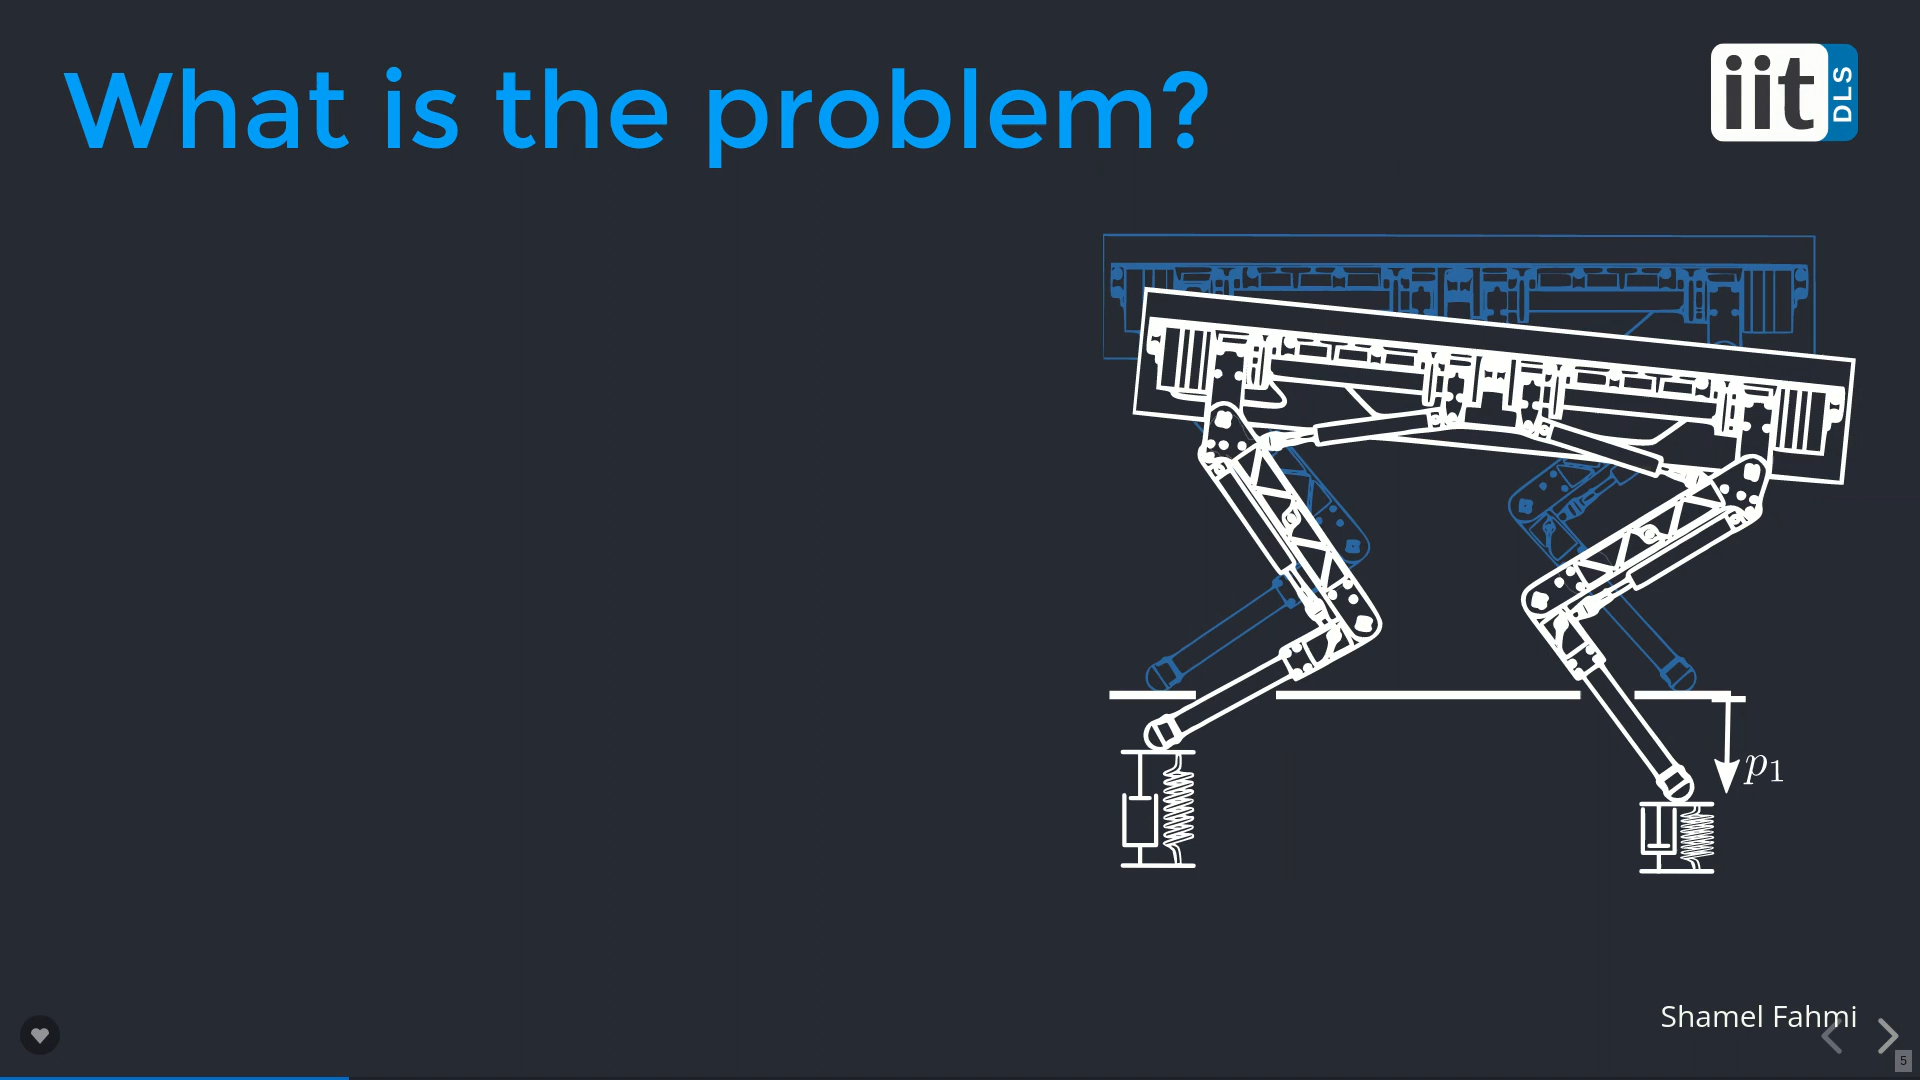 What is the problem?
iit
DLS
p₁
Shamel Fahmi
5